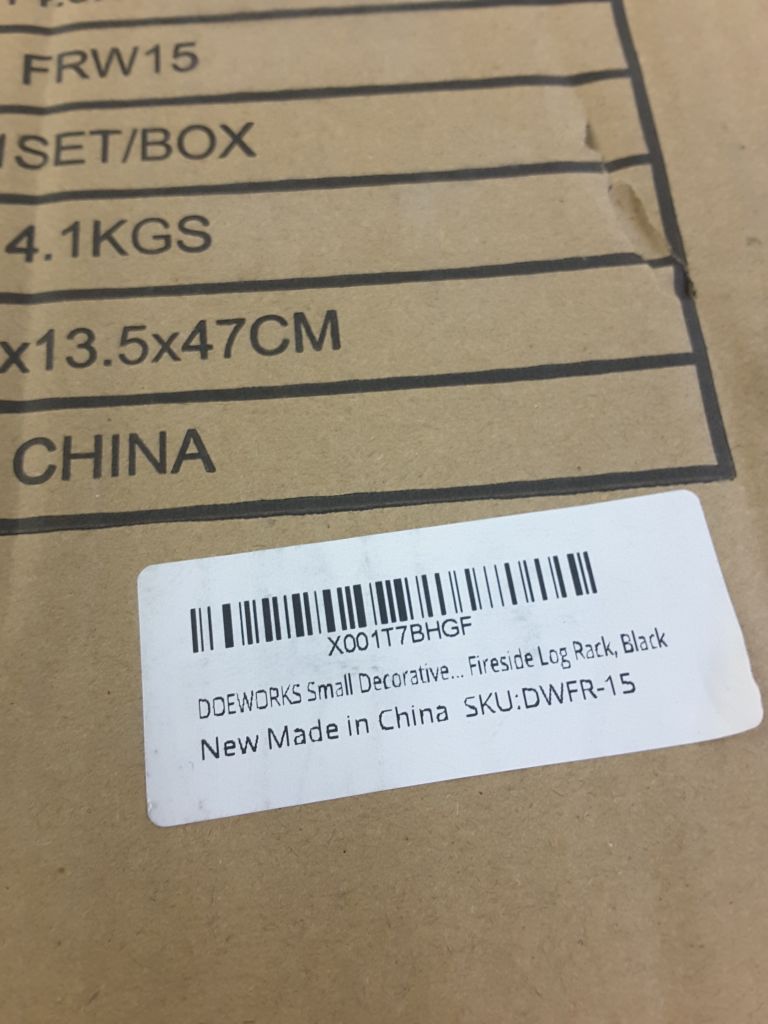 FRW15
1SET/BOX
4.1KGS
x13.5x47CM
CHINA
X001T7BHGF
DOEWORKS Small Decorative... Fireside Log Rack, Black
New Made in China SKU:DWFR-15